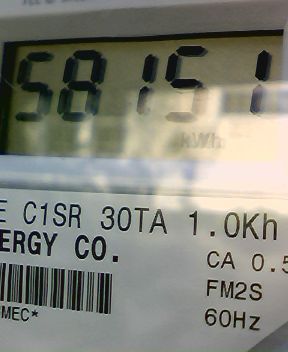 58151
kWh
E C1SR 30TA 1.0Kh
ERGY CO.
CA 0.5
FM2S
MEC*
60Hz